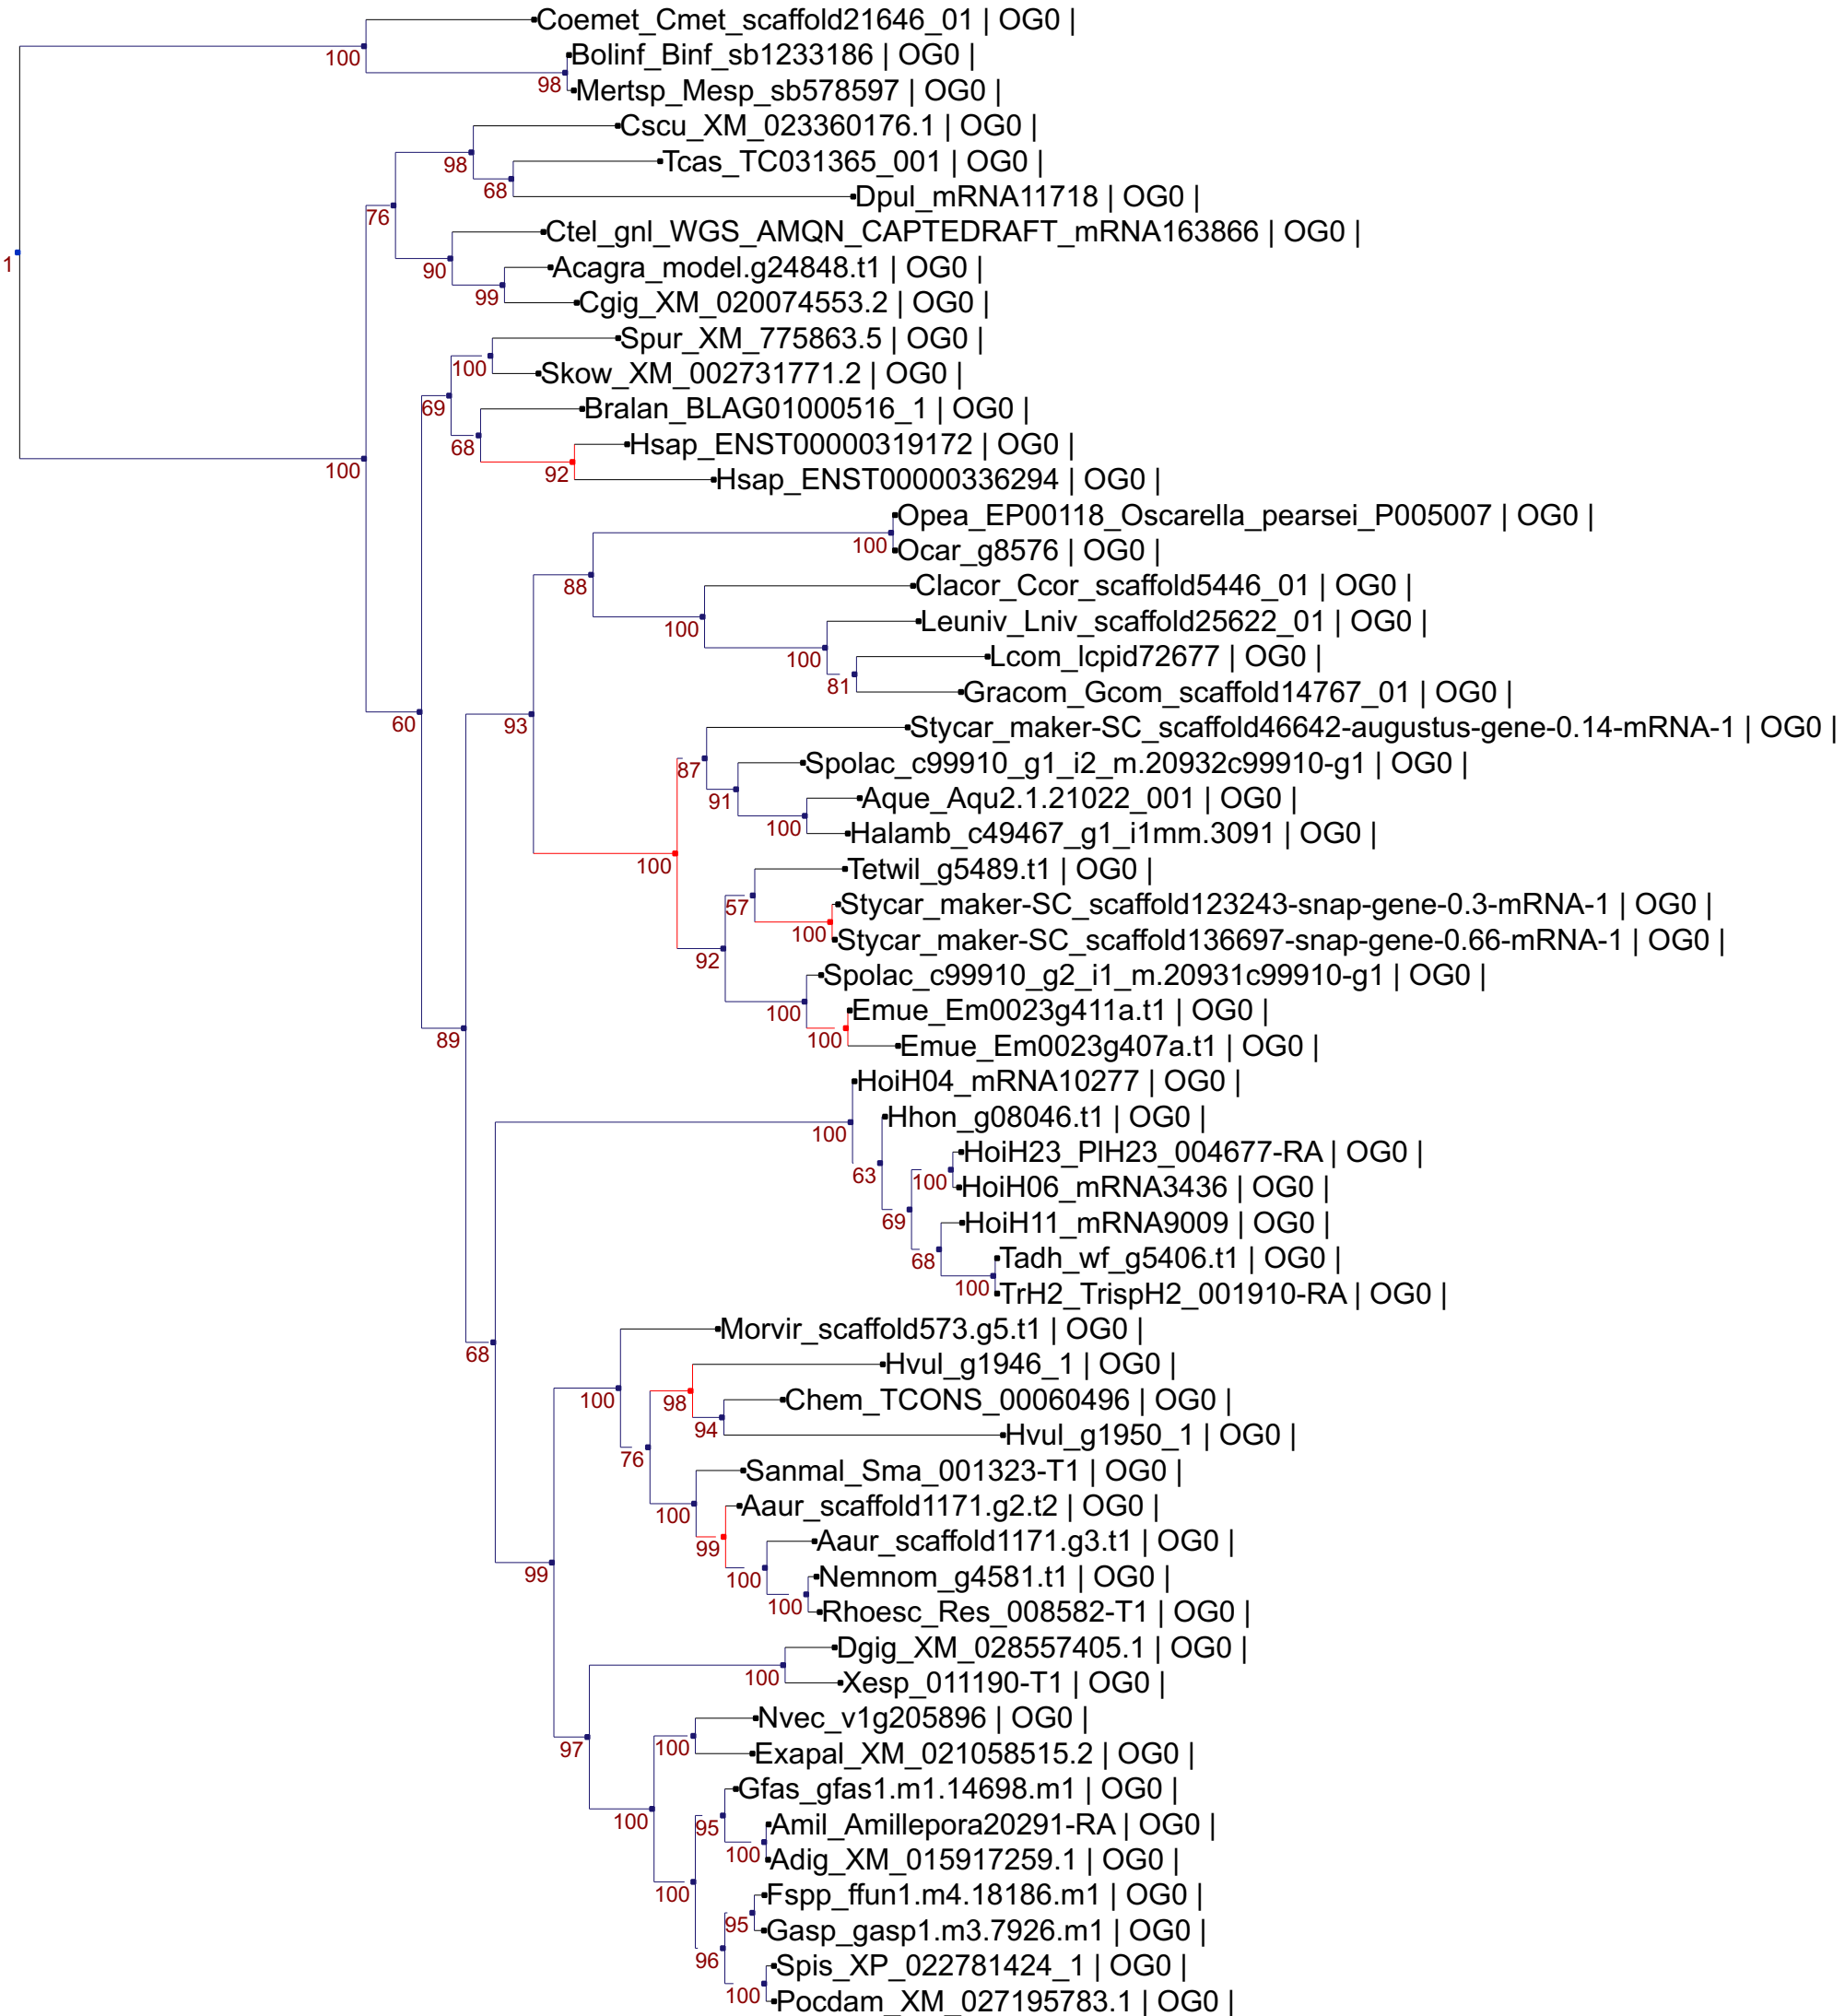 Coemet_Cmet_scaffold21646_01 | OG0 |
100
Bolinf_Binf_sb1233186 | OG0 |
98
Mertsp_Mesp_sb578597 | OG0 |
Cscu_XM_023360176.1 | OG0 |
98
Tcas_TC031365_001 | OG0 |
68
Dpul_mRNA11718 | OG0 |
76
Ctel_gnl_WGS_AMQN_CAPTEDRAFT_mRNA163866 | OG0 |
1
90
Acagra_model.g24848.t1 | OG0 |
99
Cgig_XM_020074553.2 | OG0 |
Spur_XM_775863.5 | OG0 |
100
Skow_XM_002731771.2 | OG0 |
69
Bralan_BLAG01000516_1 | OG0 |
68
Hsap_ENST00000319172 | OG0 |
100
92
Hsap_ENST00000336294 | OG0 |
Opea_EP00118_Oscarella_pearsei_P005007 | OG0 |
100
Ocar_g8576 | OG0 |
88
Clacor_Ccor_scaffold5446_01 | OG0 |
100
Leuniv_Lniv_scaffold25622_01 | OG0 |
100
Lcom_lcpid72677 | OG0 |
81
Gracom_Gcom_scaffold14767_01 | OG0 |
60
93
Stycar_maker-SC_scaffold46642-augustus-gene-0.14-mRNA-1 | OG0 |
87
Spolac_c99910_g1_i2_m.20932c99910-g1 | OG0 |
91
Aque_Aqu2.1.21022_001 | OG0 |
100
Halamb_c49467_g1_i1mm.3091 | OG0 |
100
Tetwil_g5489.t1 | OG0 |
57
Stycar_maker-SC_scaffold123243-snap-gene-0.3-mRNA-1 | OG0 |
100
Stycar_maker-SC_scaffold136697-snap-gene-0.66-mRNA-1 | OG0 |
92
Spolac_c99910_g2_i1_m.20931c99910-g1 | OG0 |
100
Emue_Em0023g411a.t1 | OG0 |
89
100
Emue_Em0023g407a.t1 | OG0 |
HoiH04_mRNA10277 | OG0 |
100
Hhon_g08046.t1 | OG0 |
63
HoiH23_PlH23_004677-RA | OG0 |
100
HoiH06_mRNA3436 | OG0 |
69
HoiH11_mRNA9009 | OG0 |
68
Tadh_wf_g5406.t1 | OG0 |
100
TrH2_TrispH2_001910-RA | OG0 |
Morvir_scaffold573.g5.t1 | OG0 |
68
Hvul_g1946_1 | OG0 |
100
98
Chem_TCONS_00060496 | OG0 |
94
Hvul_g1950_1 | OG0 |
76
Sanmal_Sma_001323-T1 | OG0 |
100
Aaur_scaffold1171.g2.t2 | OG0 |
99
Aaur_scaffold1171.g3.t1 | OG0 |
99
100
Nemnom_g4581.t1 | OG0 |
100
Rhoesc_Res_008582-T1 | OG0 |
Dgig_XM_028557405.1 | OG0 |
100
Xesp_011190-T1 | OG0 |
Nvec_v1g205896 | OG0 |
97
100
Exapal_XM_021058515.2 | OG0 |
Gfas_gfas1.m1.14698.m1 | OG0 |
100
95
Amil_Amillepora20291-RA | OG0 |
100
Adig_XM_015917259.1 | OG0 |
100
Fspp_ffun1.m4.18186.m1 | OG0 |
95
Gasp_gasp1.m3.7926.m1 | OG0 |
96
Spis_XP_022781424_1 | OG0 |
100
Pocdam_XM_027195783.1 | OG0 |